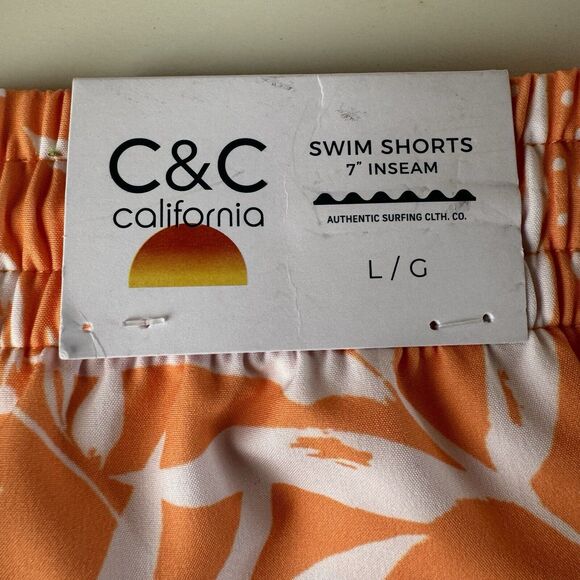 C&C
california
SWIM SHORTS
7” INSEAM
AUTHENTIC SURFING CLTH. CO.
L / G